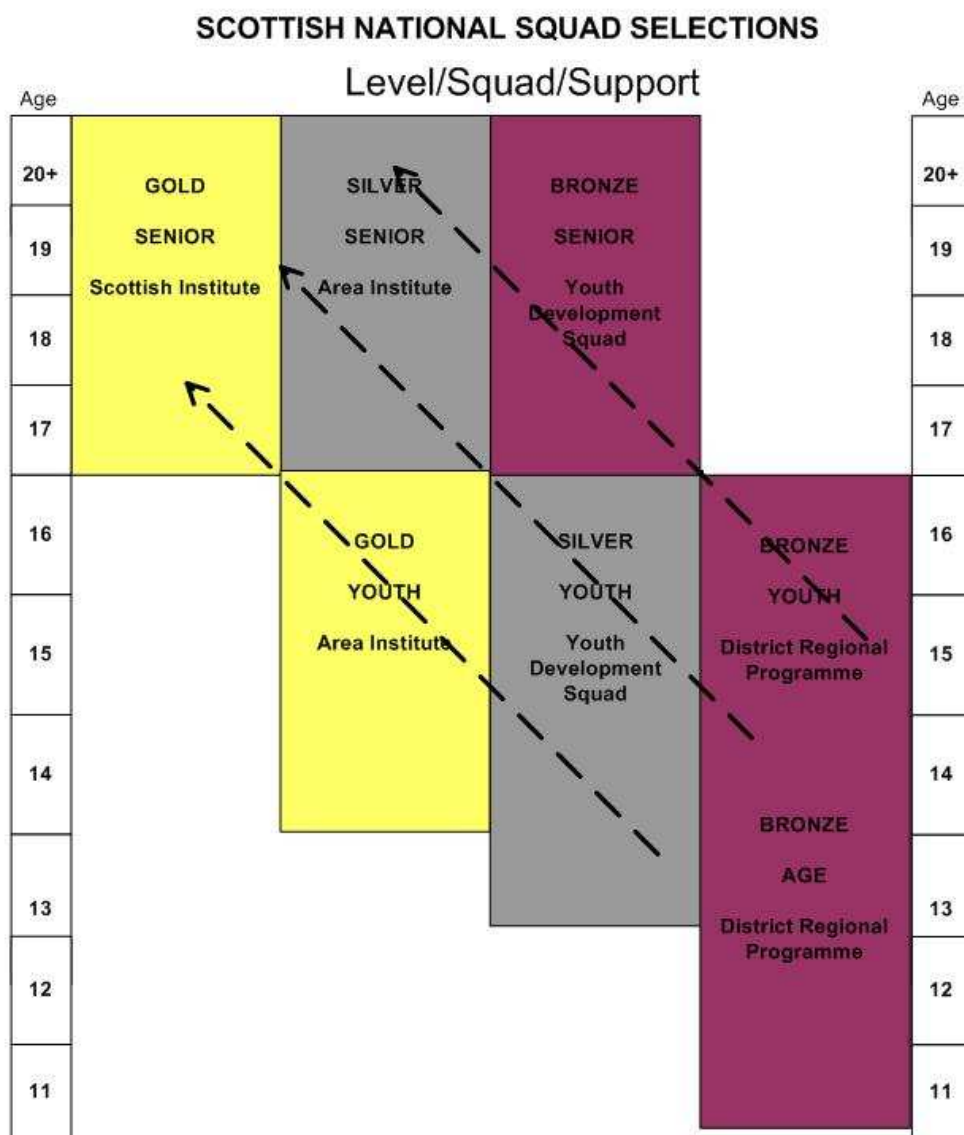 SCOTTISH NATIONAL SQUAD SELECTIONS
Level/Squad/Support
Age
Age
20+
19
18
17
16
15
14
13
12
11
GOLD
SENIOR
Scottish Institute
SILVER
SENIOR
Area Institute
BRONZE
SENIOR
Youth
Development
Squad
GOLD
YOUTH
Area Institute
SILVER
YOUTH
Youth
Development
Squad
BRONZE
YOUTH
District Regional
Programme
BRONZE
AGE
District Regional
Programme
20+
19
18
17
16
15
14
13
12
11